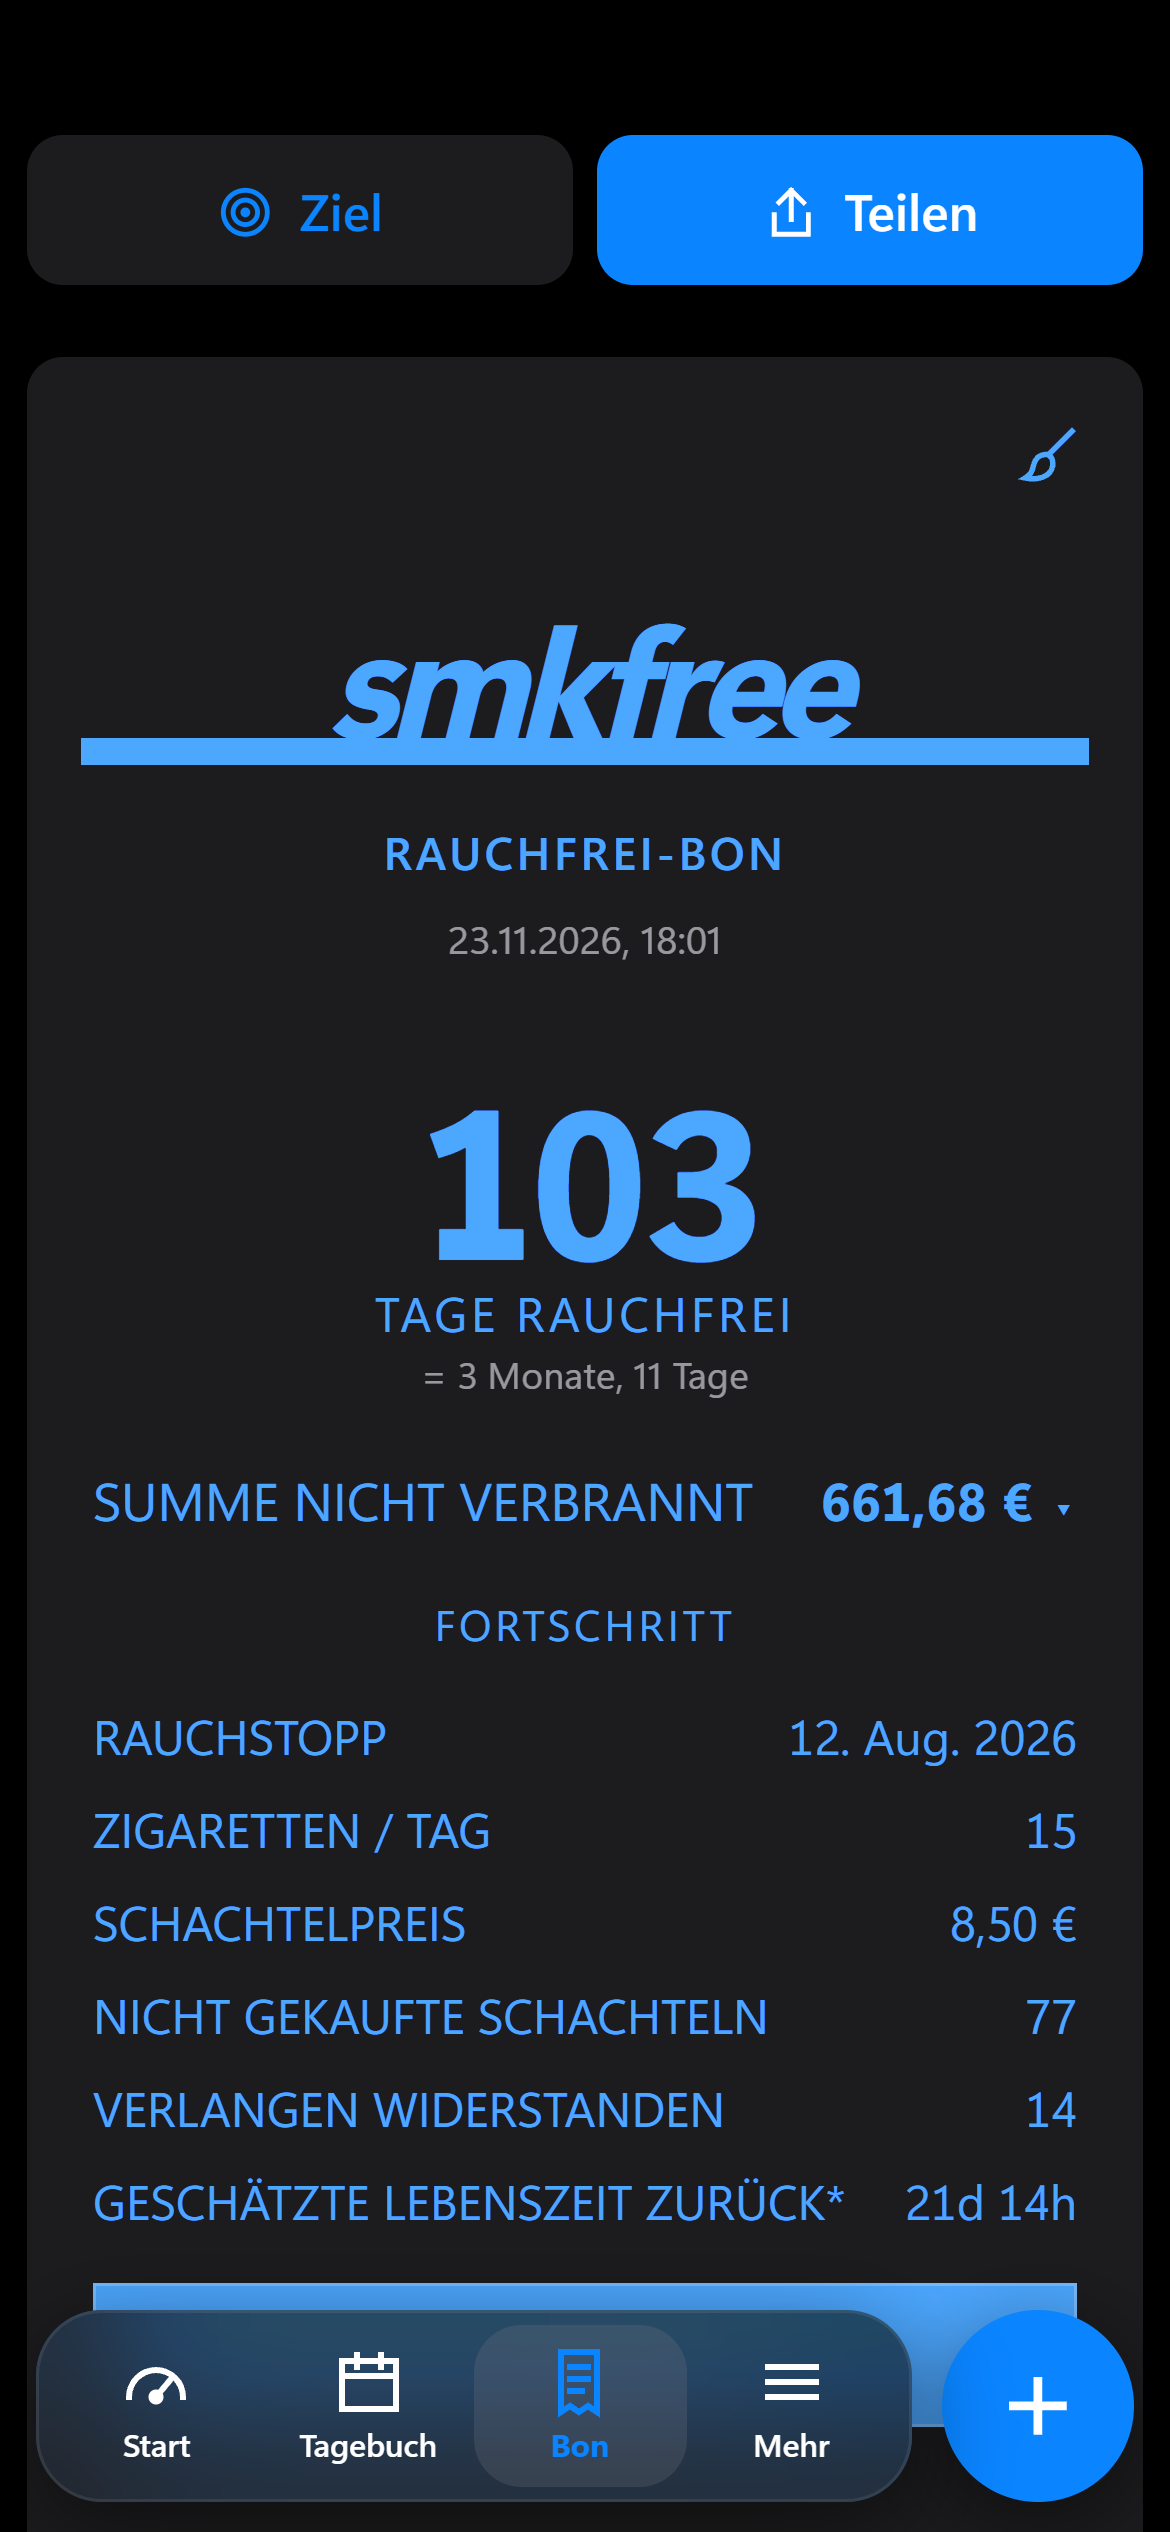 Ziel
Teilen
smkfree
RAUCHFREI-BON
23.11.2026, 18:01
103
TAGE RAUCHFREI
= 3 Monate, 11 Tage
SUMME NICHT VERBRANNT 661,68 € ▾
FORTSCHRITT
RAUCHSTOPP 12. Aug. 2026
ZIGARETTEN / TAG 15
SCHACHTELPREIS 8,50 €
NICHT GEKAUFTE SCHACHTELN 77
VERLANGEN WIDERSTANDEN 14
GESCHÄTZTE LEBENSZEIT ZURÜCK* 21d 14h
Start
Tagebuch
Bon
Mehr